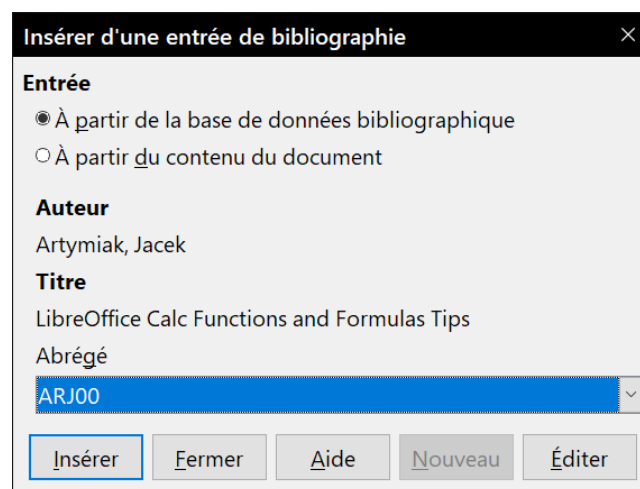 Insérer d'une entrée de bibliographie
Entrée
À partir de la base de données bibliographique
À partir du contenu du document
Auteur
Artymiak, Jacek
Titre
LibreOffice Calc Functions and Formulas Tips
Abrégé
ARJ00
Insérer Fermer Aide Nouveau Éditer